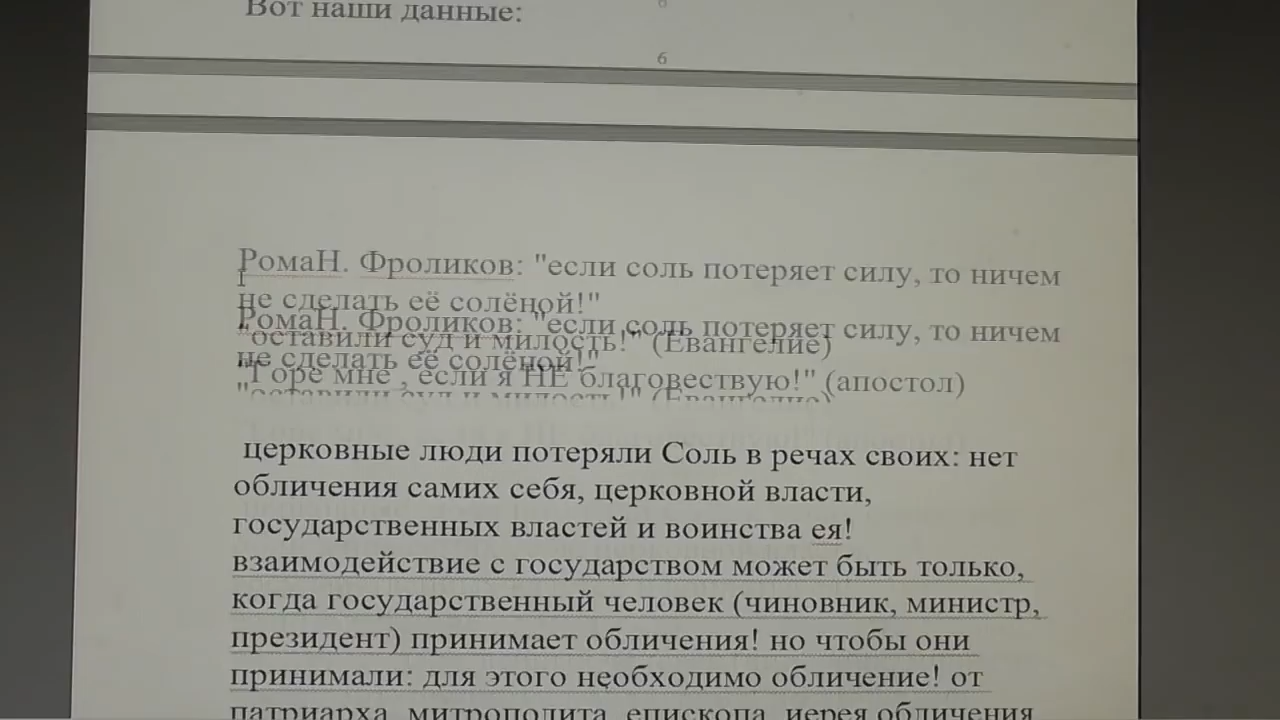 Вот наши данные:
6
РомаН. Фроликов: "если соль потеряет силу, то ничем
не сделать её солёной!"
РомаН. Фроликов: "если соль потеряет силу, то ничем
"оставили суд и милость!" (Евангелие)
не сделать её солёной!"
"Горе мне , если я НЕ благовествую!" (апостол)
"оставили суд и милость!" (Евангелие)
церковные люди потеряли Соль в речах своих: нет
обличения самих себя, церковной власти,
государственных властей и воинства ея!
взаимодействие с государством может быть только,
когда государственный человек (чиновник, министр,
президент) принимает обличения! но чтобы они
принимали: для этого необходимо обличение! от
патриарха, митрополита, епископа, иерея обличения